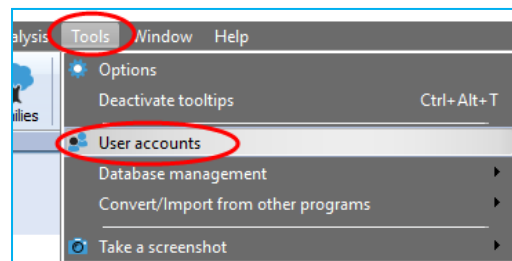 alysis Tools Window Help
Options
ilies
Deactivate tooltips Ctrl+Alt+T
User accounts
Database management
Convert/Import from other programs
Take a screenshot